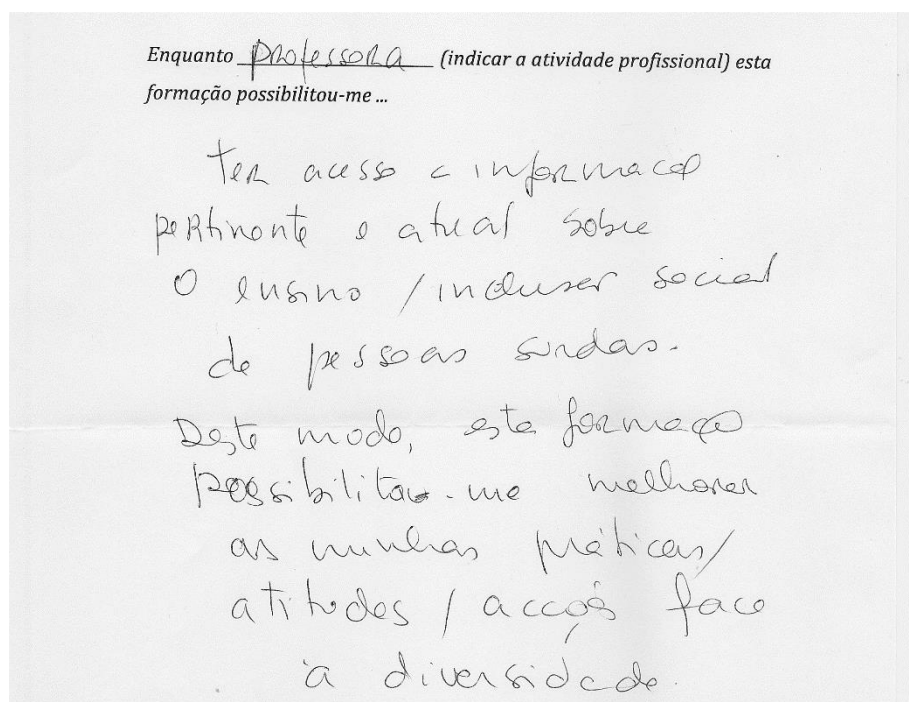 Enquanto professora (indicar a atividade profissional) esta
formação possibilitou-me ...
Ter acesso a informação
pertinente e atual sobre
o ensino / inclusão social
de pessoas surdas.
Deste modo, esta formação
possibilitou-me melhorar
as minhas práticas/
atitudes / acções face
à diversidade.